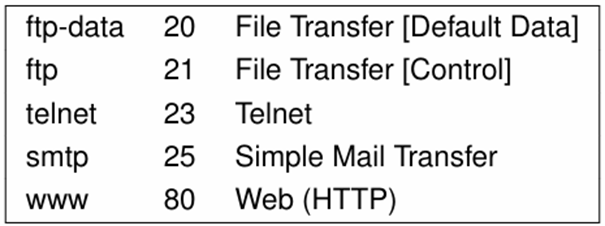 ftp-data 20 File Transfer [Default Data]
ftp 21 File Transfer [Control]
telnet 23 Telnet
smtp 25 Simple Mail Transfer
www 80 Web (HTTP)